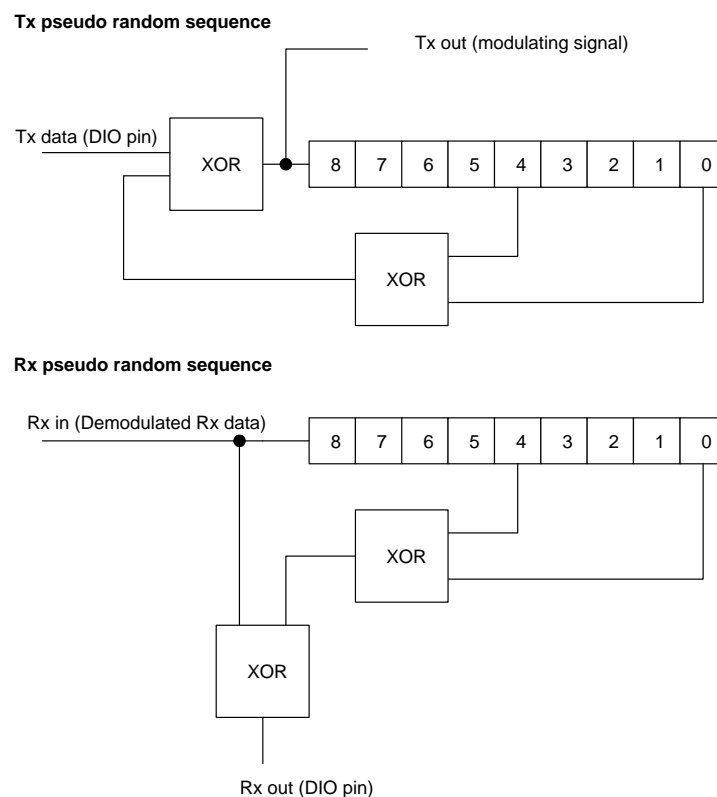 Tx pseudo random sequence
Tx out (modulating signal)
Tx data (DIO pin)
XOR
8 7 6 5 4 3 2 1 0
XOR
Rx pseudo random sequence
Rx in (Demodulated Rx data)
8 7 6 5 4 3 2 1 0
XOR
XOR
Rx out (DIO pin)